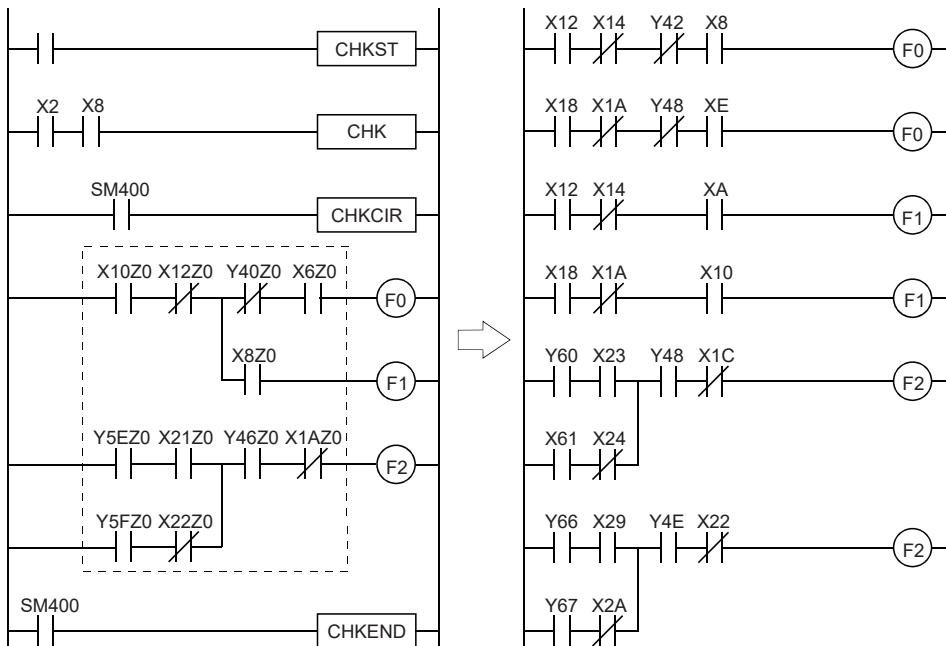 CHKST
X2 X8
CHK
SM400
CHKCIR
X10Z0 X12Z0 Y40Z0 X6Z0
F0
X8Z0
F1
Y5EZ0 X21Z0 Y46Z0 X1AZ0
F2
Y5FZ0 X22Z0
SM400
CHKEND
X12 X14 Y42 X8
F0
X18 X1A Y48 XE
F0
X12 X14 XA
F1
X18 X1A X10
F1
Y60 X23 Y48 X1C
F2
X61 X24
Y66 X29 Y4E X22
F2
Y67 X2A